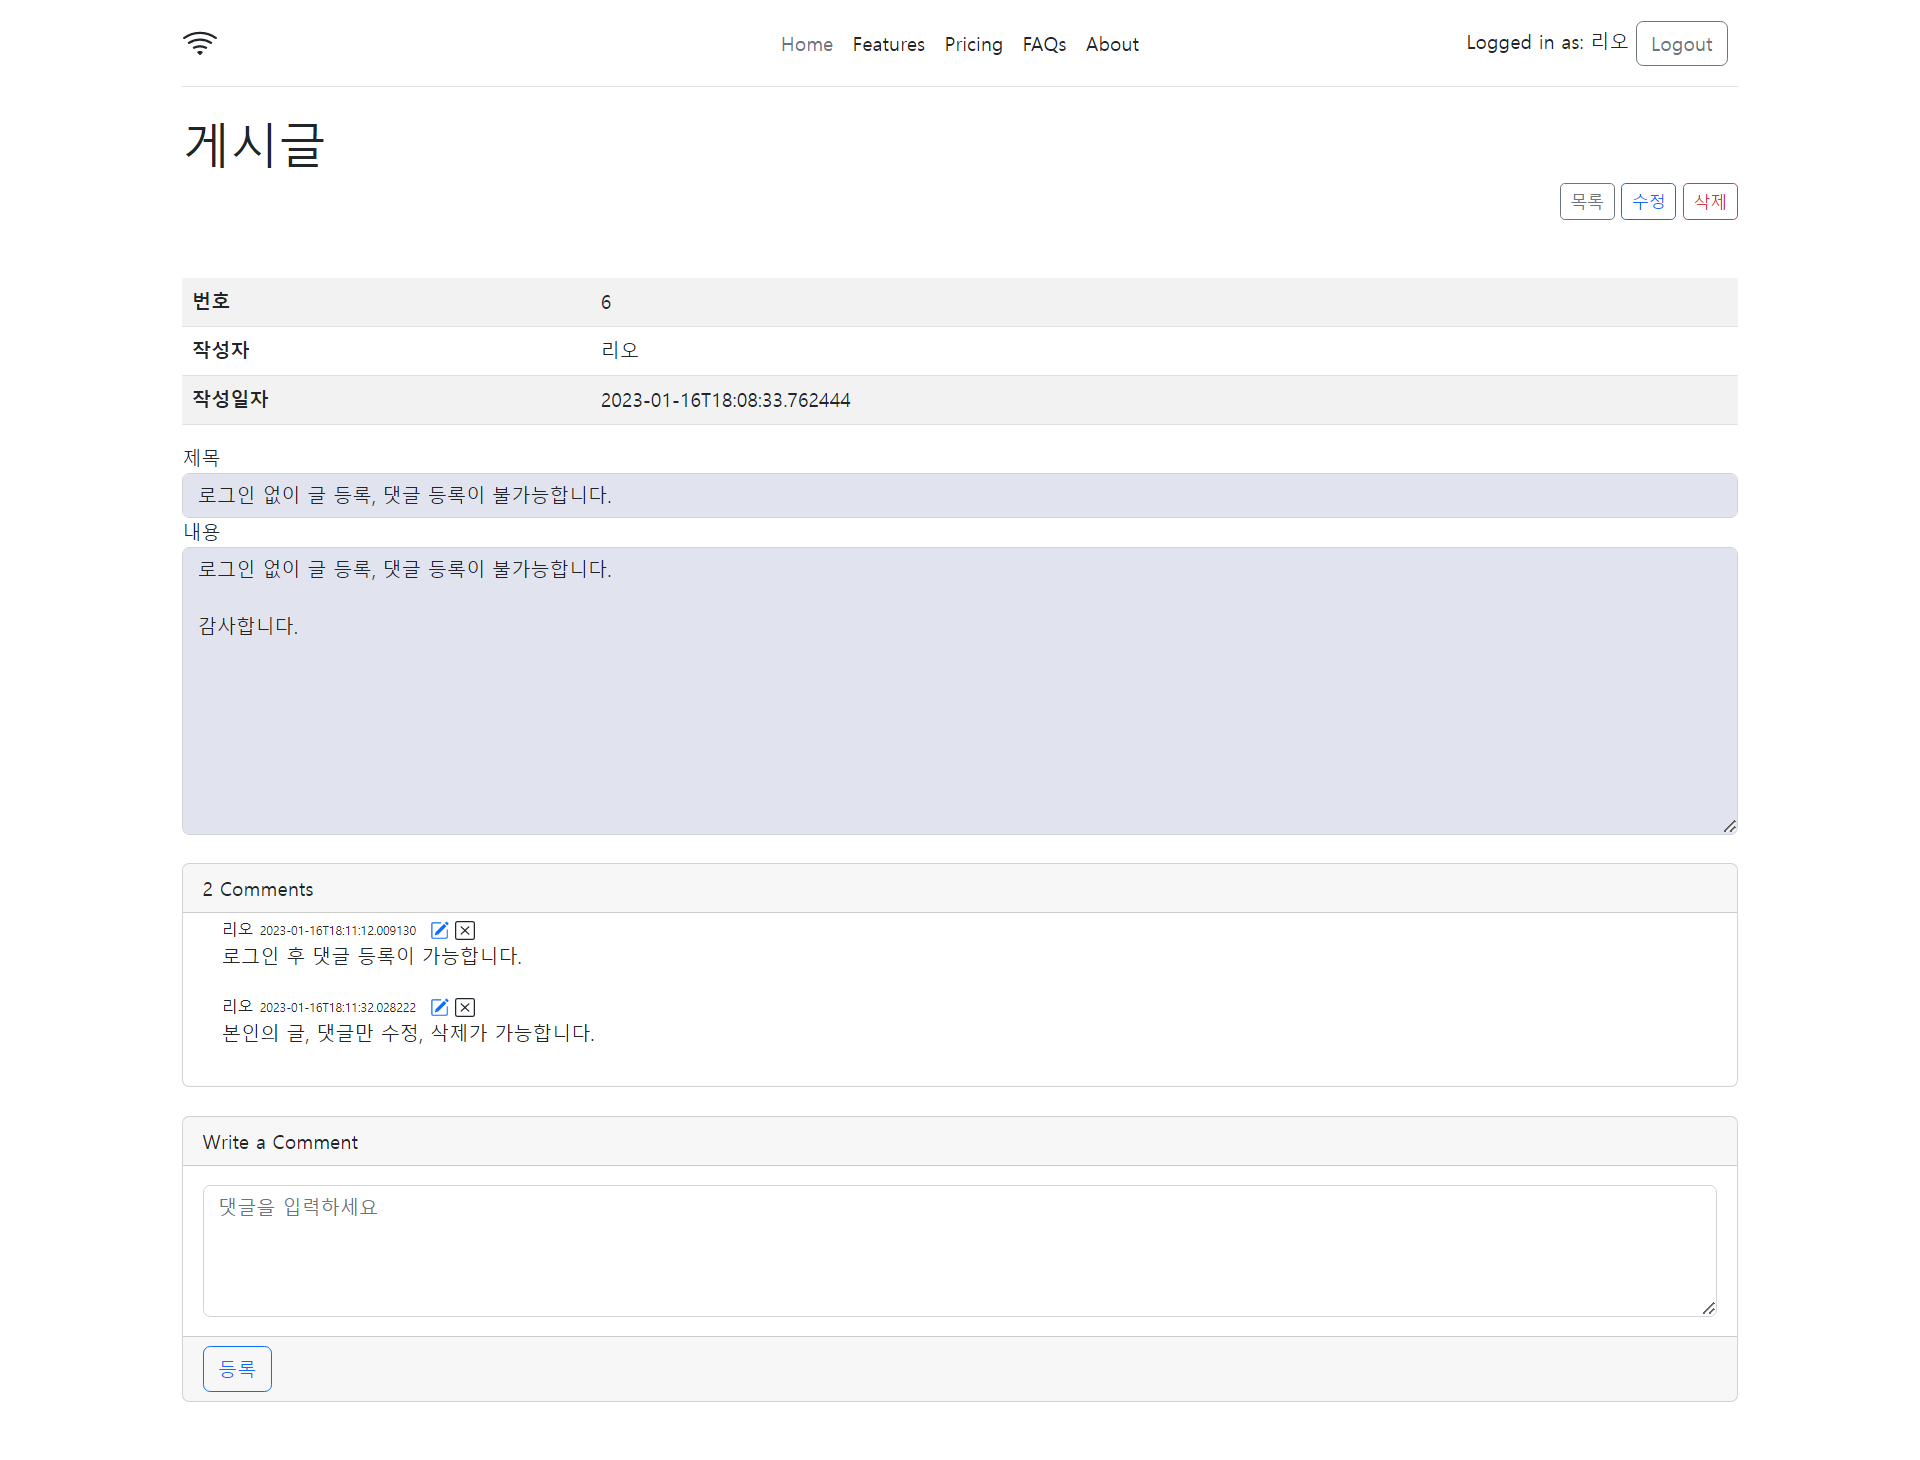 Home Features Pricing FAQs About Logged in as: 리오 Logout
게시글
목록 수정 삭제
번호 6
작성자 리오
작성일자 2023-01-16T18:08:33.762444
제목
로그인 없이 글 등록, 댓글 등록이 불가능합니다.
내용
로그인 없이 글 등록, 댓글 등록이 불가능합니다.
감사합니다.
2 Comments
리오 2023-01-16T18:11:12.009130
로그인 후 댓글 등록이 가능합니다.
리오 2023-01-16T18:11:32.028222
본인의 글, 댓글만 수정, 삭제가 가능합니다.
Write a Comment
댓글을 입력하세요
등록